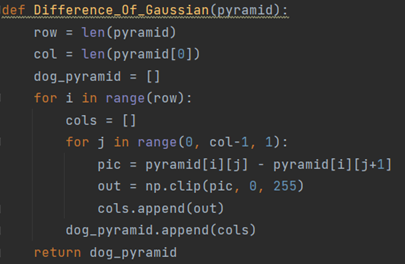 def Difference_Of_Gaussian(pyramid):
    row = len(pyramid)
    col = len(pyramid[0])
    dog_pyramid = []
    for i in range(row):
        cols = []
        for j in range(0, col-1, 1):
            pic = pyramid[i][j] - pyramid[i][j+1]
            out = np.clip(pic, 0, 255)
            cols.append(out)
        dog_pyramid.append(cols)
    return dog_pyramid